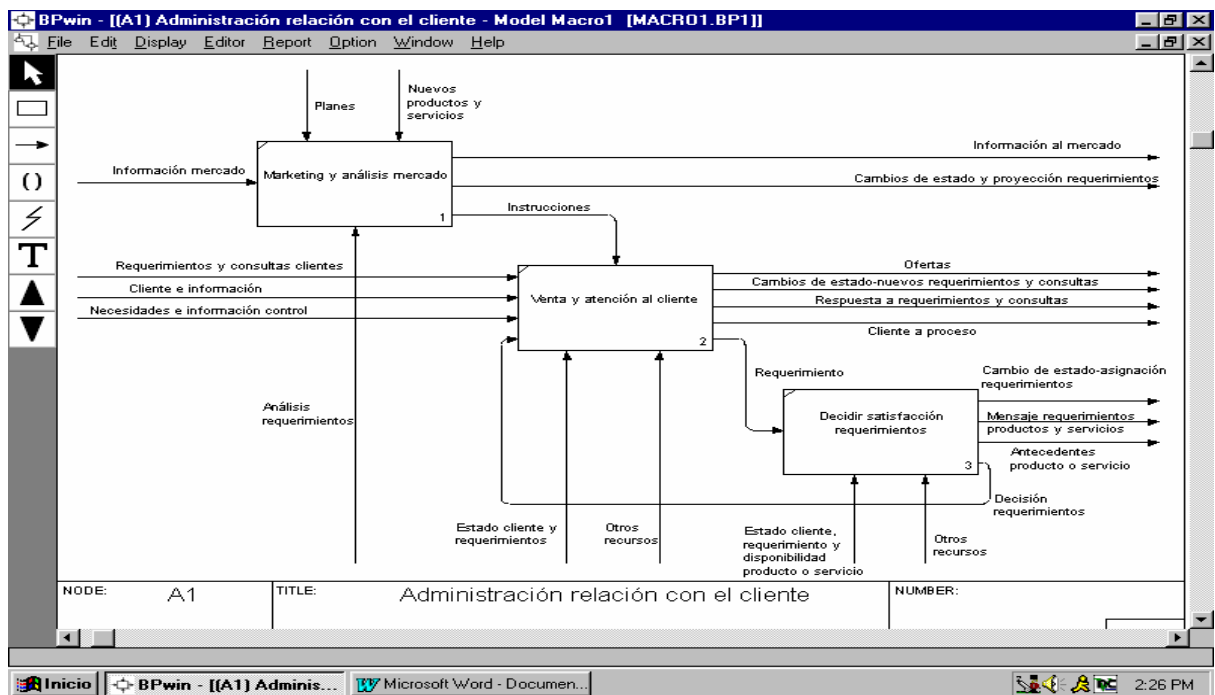 BPwin - [(A1) Administración relación con el cliente - Model Macro1 [MACRO1.BP1]]
File Edit Display Editor Report Option Window Help
Planes
Nuevos
productos y
servicios
Información mercado
Marketing y análisis mercado
1
Información al mercado
Cambios de estado y proyección requerimientos
Instrucciones
( )
T
Requerimientos y consultas clientes
Cliente e información
Necesidades e información control
Venta y atención al cliente
2
Ofertas
Cambios de estado-nuevos requerimientos y consultas
Respuesta a requerimientos y consultas
Cliente a proceso
Requerimiento
Análisis
requerimientos
Decidir satisfacción
requerimientos
3
Cambio de estado-asignación
requerimientos
Mensaje requerimientos
productos y servicios
Antecedentes
producto o servicio
Decisión
requerimientos
Estado cliente y
requerimientos
Otros
recursos
Estado cliente,
requerimiento y
disponibilidad
producto o servicio
Otros
recursos
NODE: A1
TITLE: Administración relación con el cliente
NUMBER:
Inicio BPwin - [(A1) Adminis... Microsoft Word - Documen... 2:26 PM